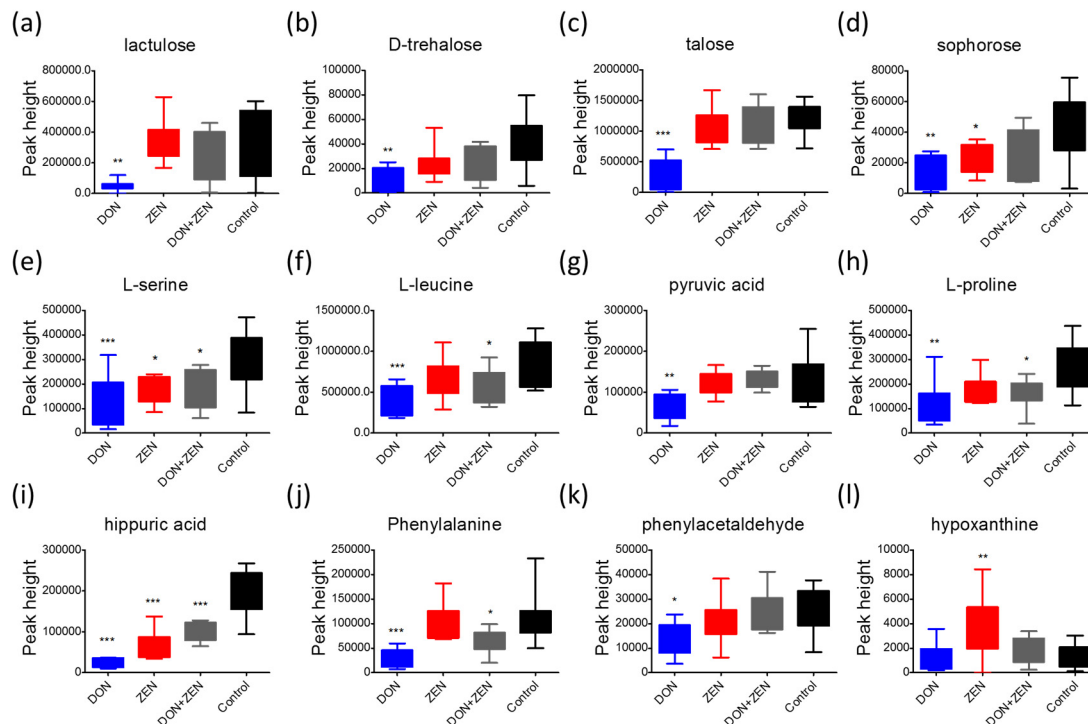 (a) (b) (c) (d)
lactulose D-trehalose talose sophorose
Peak height
800000.0
600000.0
400000.0
200000.0
0.0
**
DON ZEN DON+ZEN Control
Peak height
100000
80000
60000
40000
20000
0
**
DON ZEN DON+ZEN Control
Peak height
2000000
1500000
1000000
500000
0
***
DON ZEN DON+ZEN Control
Peak height
80000
60000
40000
20000
0
** *
DON ZEN DON+ZEN Control
(e) (f) (g) (h)
L-serine L-leucine pyruvic acid L-proline
Peak height
500000
400000
300000
200000
100000
0
*** * *
DON ZEN DON+ZEN Control
Peak height
1500000.0
1000000.0
500000.0
0.0
*** *
DON ZEN DON+ZEN Control
Peak height
300000
200000
100000
0
**
DON ZEN DON+ZEN Control
Peak height
500000
400000
300000
200000
100000
0
** *
DON ZEN DON+ZEN Control
(i) (j) (k) (l)
hippuric acid Phenylalanine phenylacetaldehyde hypoxanthine
Peak height
300000
200000
100000
0
*** *** ***
DON ZEN DON+ZEN Control
Peak height
250000
200000
150000
100000
50000
0
*** *
DON ZEN DON+ZEN Control
Peak height
50000
40000
30000
20000
10000
0
*
DON ZEN DON+ZEN Control
Peak height
10000
8000
6000
4000
2000
0
**
DON ZEN DON+ZEN Control